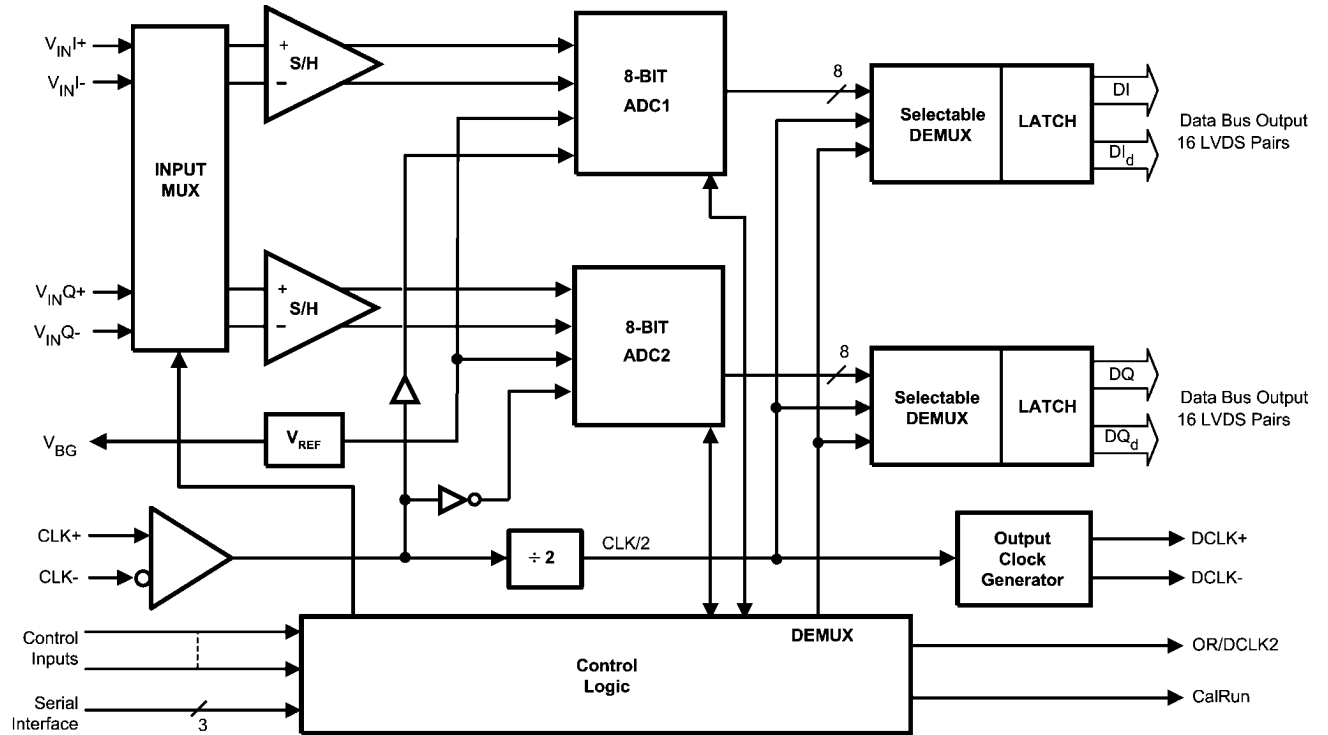 V_IN I+
V_IN I-
INPUT
MUX
+
S/H
−
8-BIT
ADC1
8
Selectable
DEMUX
LATCH
DI
DI_d
Data Bus Output
16 LVDS Pairs
V_IN Q+
V_IN Q-
+
S/H
−
8-BIT
ADC2
8
Selectable
DEMUX
LATCH
DQ
DQ_d
Data Bus Output
16 LVDS Pairs
V_BG
V_REF
CLK+
CLK-
÷ 2
CLK/2
Output
Clock
Generator
DCLK+
DCLK-
Control
Inputs
Serial
Interface
3
DEMUX
Control
Logic
OR/DCLK2
CalRun